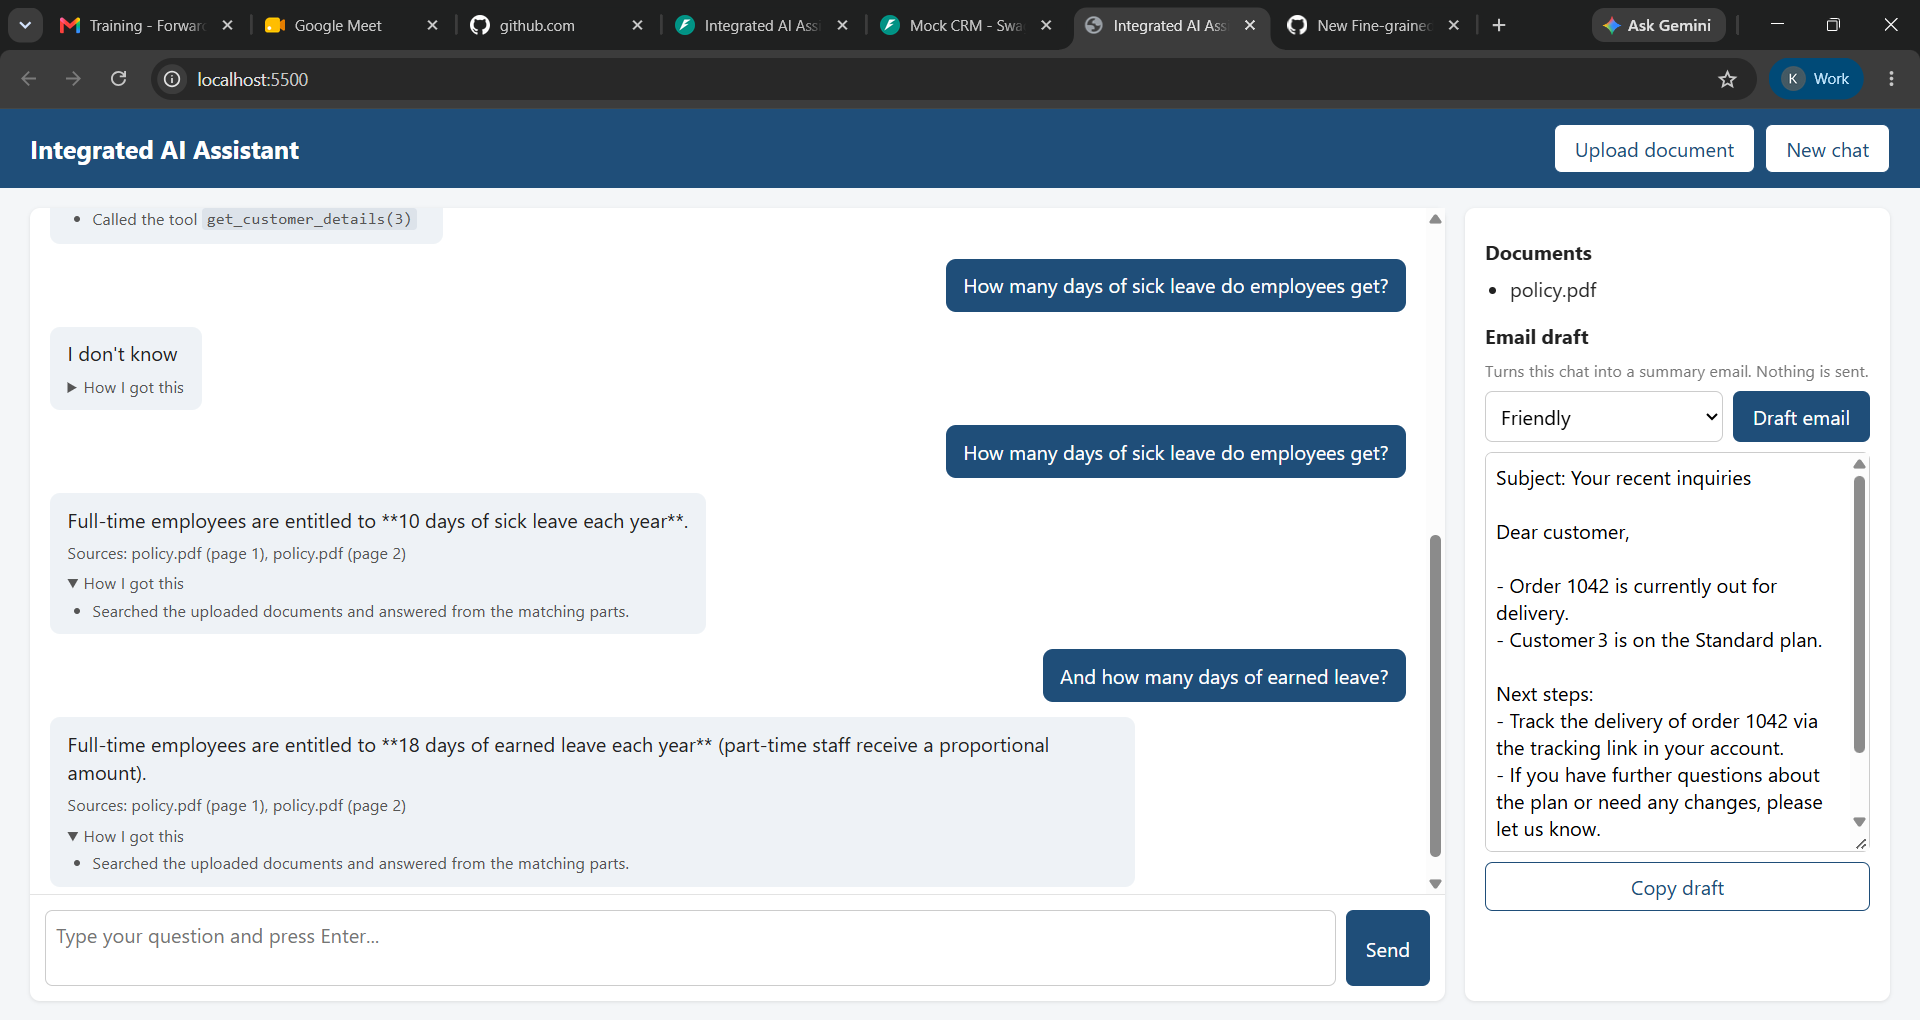 Training - Forwar
Google Meet
github.com
Integrated AI Assi
Mock CRM - Swa
Integrated AI Ass
New Fine-graine
Ask Gemini
localhost:5500
K Work
Integrated AI Assistant
Upload document
New chat
• Called the tool get_customer_details(3)
How many days of sick leave do employees get?
I don't know
▶ How I got this
How many days of sick leave do employees get?
Full-time employees are entitled to **10 days of sick leave each year**.
Sources: policy.pdf (page 1), policy.pdf (page 2)
▼ How I got this
• Searched the uploaded documents and answered from the matching parts.
And how many days of earned leave?
Full-time employees are entitled to **18 days of earned leave each year** (part-time staff receive a proportional
amount).
Sources: policy.pdf (page 1), policy.pdf (page 2)
▼ How I got this
• Searched the uploaded documents and answered from the matching parts.
Type your question and press Enter...
Send
Documents
• policy.pdf
Email draft
Turns this chat into a summary email. Nothing is sent.
Friendly
Draft email
Subject: Your recent inquiries
Dear customer,
- Order 1042 is currently out for
delivery.
- Customer 3 is on the Standard plan.
Next steps:
- Track the delivery of order 1042 via
the tracking link in your account.
- If you have further questions about
the plan or need any changes, please
let us know.
Copy draft